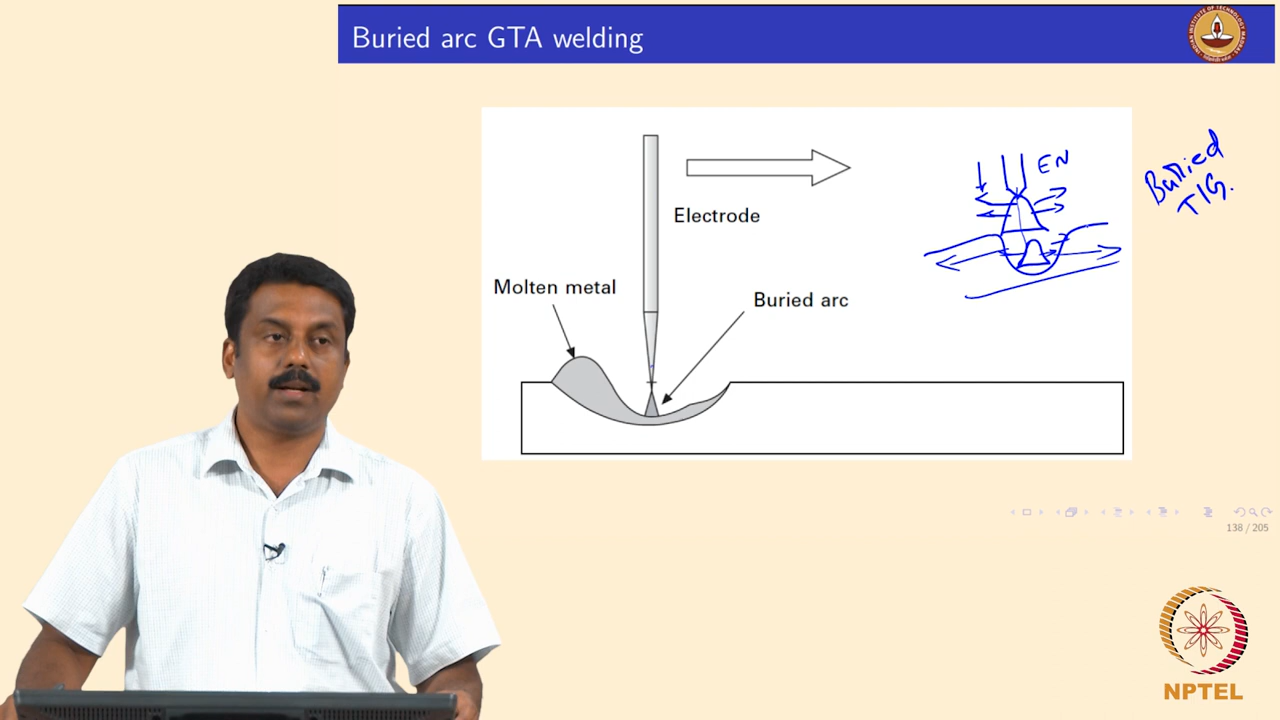 Buried arc GTA welding
EN
Buried
TIG.
Electrode
Molten metal
Buried arc
138 / 205
NPTEL